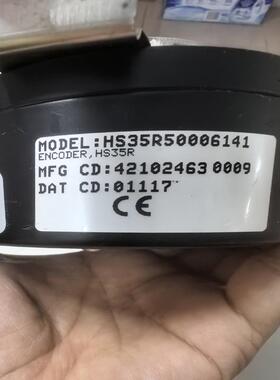 MODEL:HS35R50006141
ENCODER,HS35R
MFG CD:42102463 0009
DAT CD:01117
CE